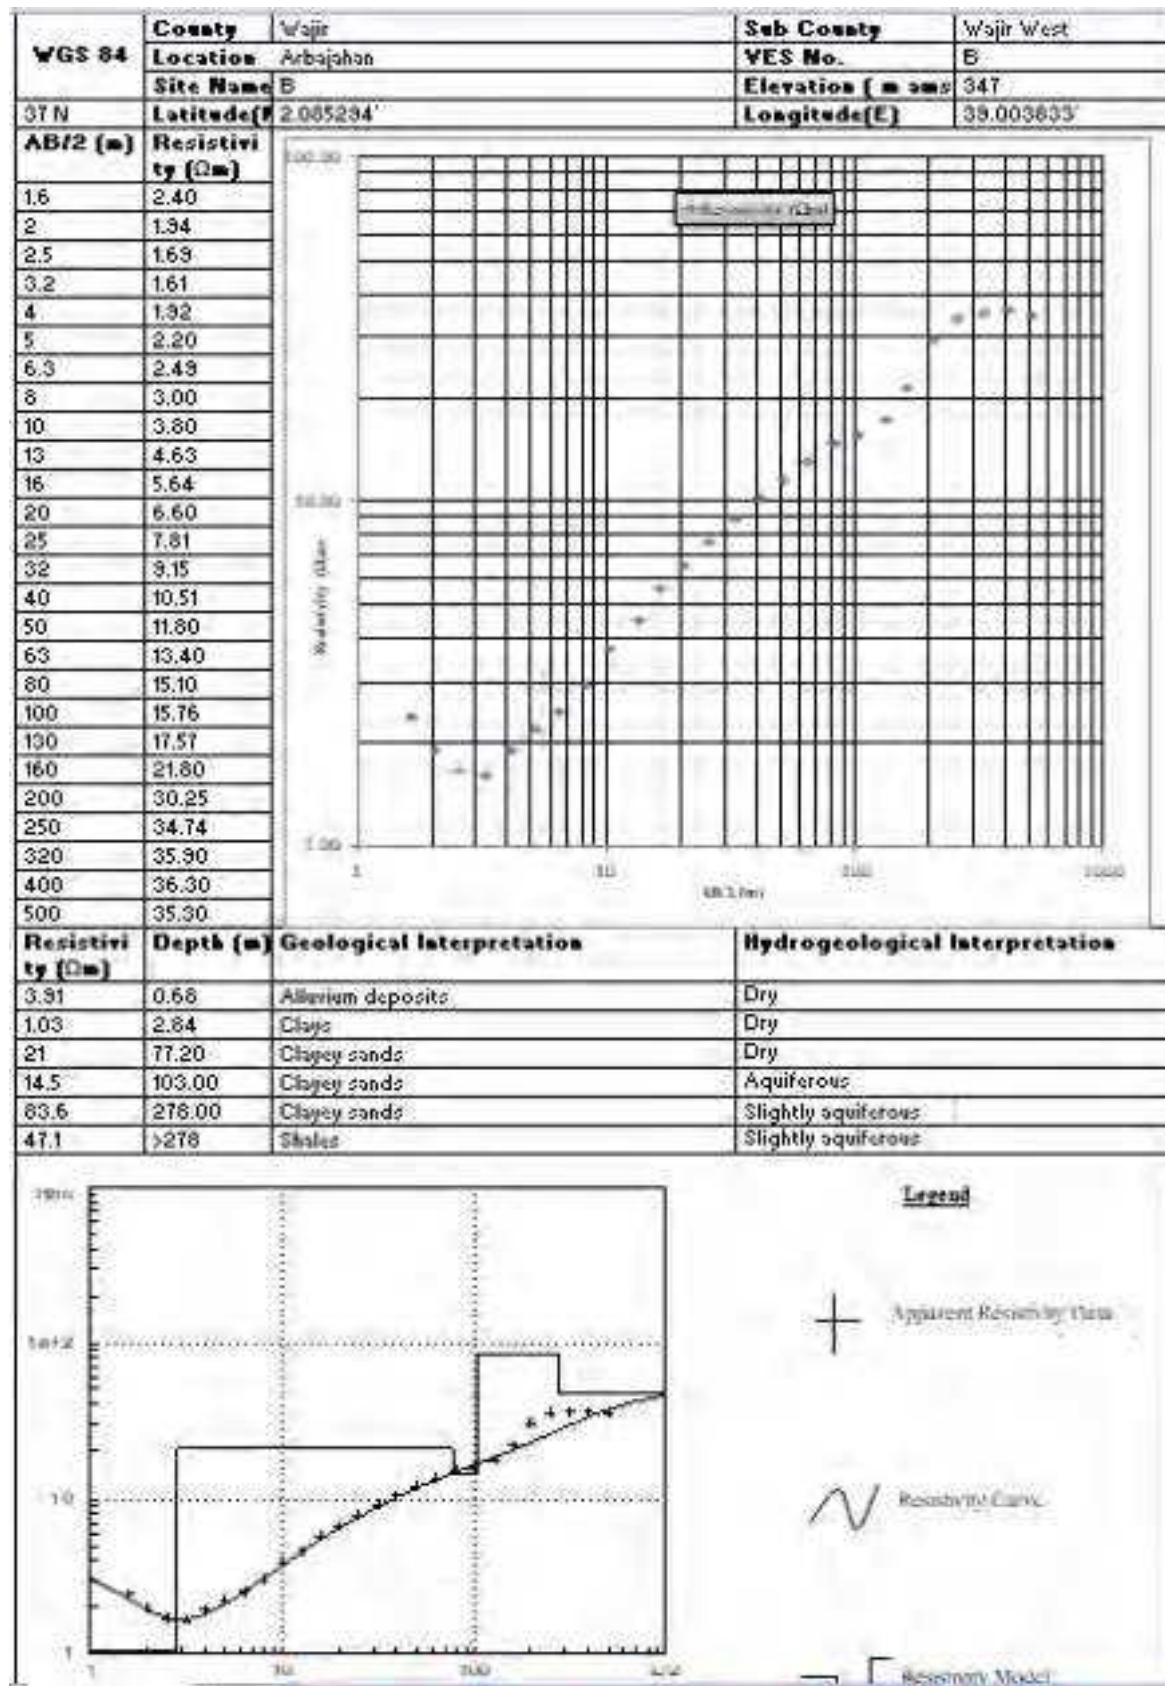 WGS 84 County Wajir Sub County Wajir West
Location Arbajahan VES No. B
Site Name B Elevation ( m ams 347
37 N Latitude( 2.085294' Longitude(E) 39.003833'
AB/2 (m) Resistivi
ty (Ωm)
1.6 2.40
2 1.94
2.5 1.69
3.2 1.61
4 1.92
5 2.20
6.3 2.49
8 3.00
10 3.80
13 4.63
16 5.64
20 6.60
25 7.81
32 9.15
40 10.51
50 11.80
63 13.40
80 15.10
100 15.76
130 17.57
160 21.80
200 30.25
250 34.74
320 35.90
400 36.30
500 35.30
100.00
10.00
1.00
1 10 100 1000
Resistivi
ty (Ωm) Depth (m) Geological Interpretation Hydrogeological Interpretation
3.91 0.68 Alluvium deposits Dry
1.03 2.84 Clays Dry
21 77.20 Clayey sands Dry
14.5 103.00 Clayey sands Aquiferous
83.6 278.00 Clayey sands Slightly aquiferous
47.1 >278 Shales Slightly aquiferous
Legend
Apparent Resistivity Data
10
Resistivity Curve
1
1 10 100
Resistivity Model